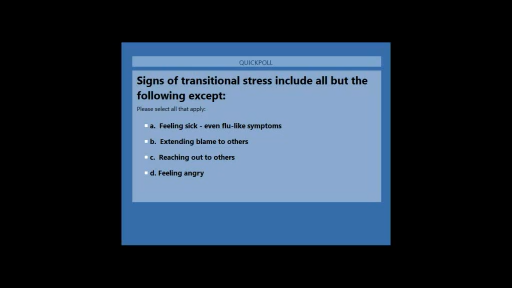 QUICKPOLL
Signs of transitional stress include all but the
following except:
Please select all that apply:
a. Feeling sick - even flu-like symptoms
b. Extending blame to others
c. Reaching out to others
d. Feeling angry